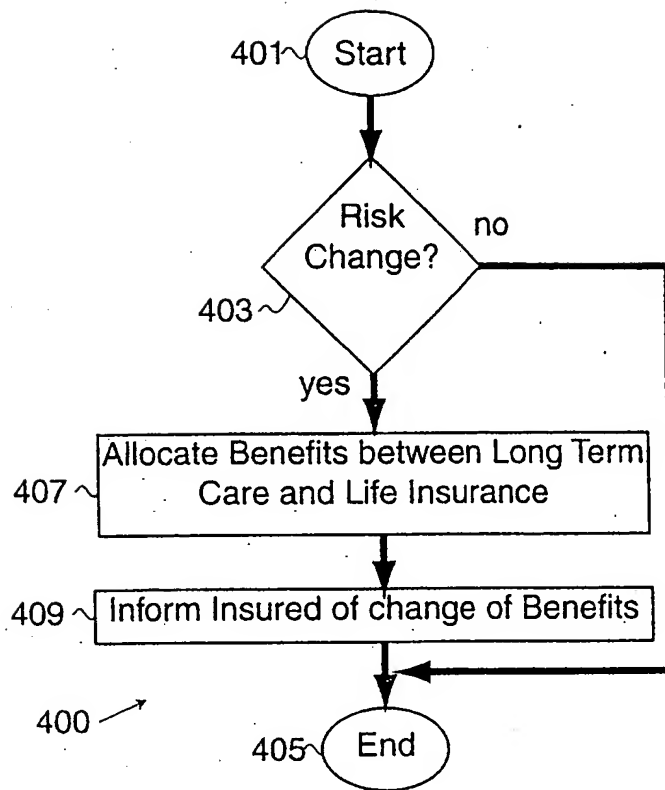 401 Start
Risk
Change?
no
403
yes
Allocate Benefits between Long Term
407
Care and Life Insurance
409 Inform Insured of change of Benefits
400
405 End